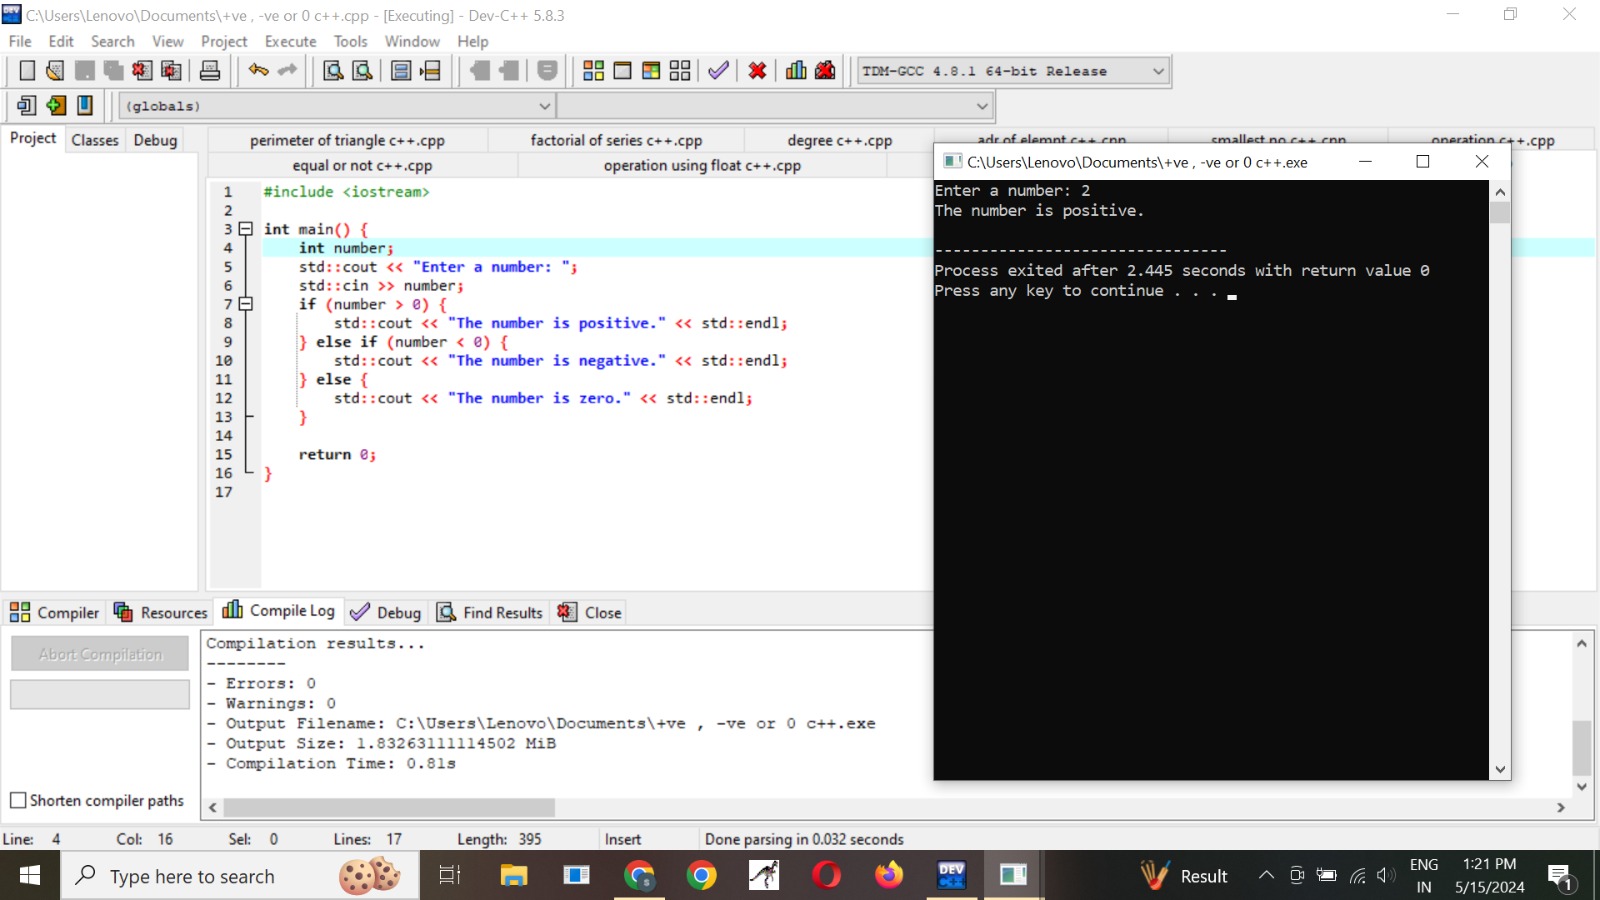 C:\Users\Lenovo\Documents\+ve , -ve or 0 c++.cpp - [Executing] - Dev-C++ 5.8.3
File Edit Search View Project Execute Tools Window Help
TDM-GCC 4.8.1 64-bit Release
(globals)
Project Classes Debug
perimeter of triangle c++.cpp factorial of series c++.cpp degree c++.cpp adr of elempt c++.cpp smallest no c++.cpp operation c++.cpp
equal or not c++.cpp operation using float c++.cpp
1 #include <iostream>
2
3 int main() {
4 int number;
5 std::cout << "Enter a number: ";
6 std::cin >> number;
7 if (number > 0) {
8 std::cout << "The number is positive." << std::endl;
9 } else if (number < 0) {
10 std::cout << "The number is negative." << std::endl;
11 } else {
12 std::cout << "The number is zero." << std::endl;
13 }
14
15 return 0;
16 }
17
C:\Users\Lenovo\Documents\+ve , -ve or 0 c++.exe
Enter a number: 2
The number is positive.
--------------------------------
Process exited after 2.445 seconds with return value 0
Press any key to continue . . .
Compiler Resources Compile Log Debug Find Results Close
Abort Compilation
Shorten compiler paths
Compilation results...
--------
- Errors: 0
- Warnings: 0
- Output Filename: C:\Users\Lenovo\Documents\+ve , -ve or 0 c++.exe
- Output Size: 1.83263111114502 MiB
- Compilation Time: 0.81s
Line: 4 Col: 16 Sel: 0 Lines: 17 Length: 395 Insert Done parsing in 0.032 seconds
Type here to search
DEV
Result
ENG
IN
1:21 PM
5/15/2024
1